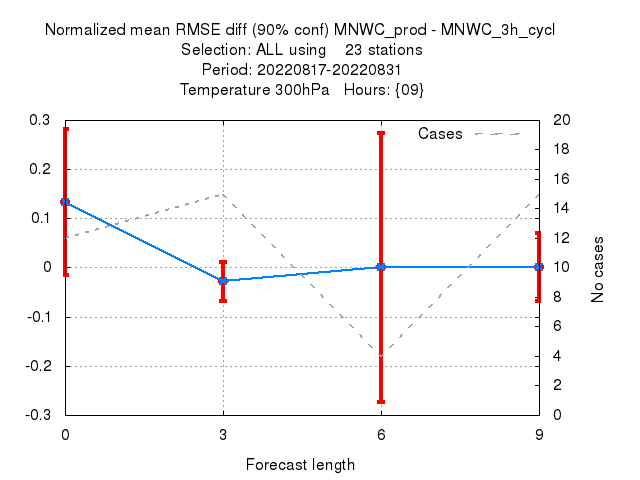 Normalized mean RMSE diff (90% conf) MNWC_prod - MNWC_3h_cycl
Selection: ALL using 23 stations
Period: 20220817-20220831
Temperature 300hPa Hours: {09}
0.3
0.2
0.1
0
-0.1
-0.2
-0.3
Cases
20
18
16
14
12
10
8
6
4
2
0
No cases
0 3 6 9
Forecast length